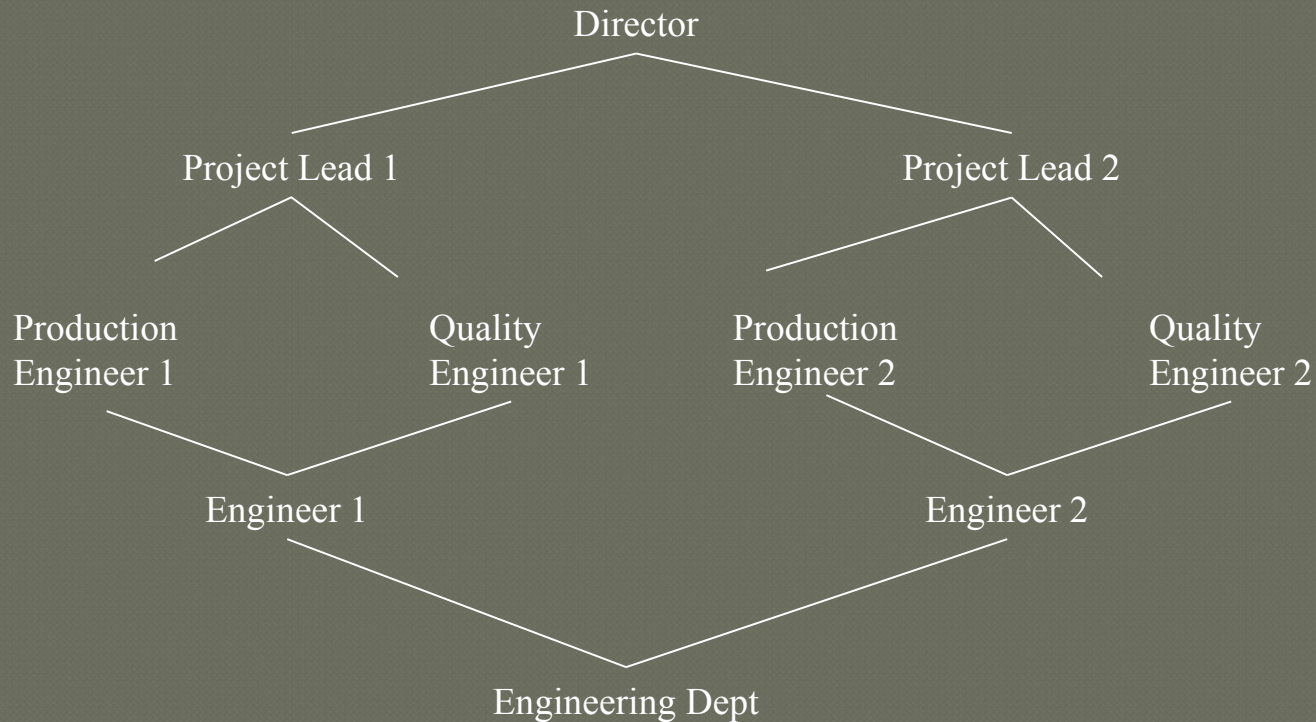 Director
Project Lead 1
Project Lead 2
Production
Engineer 1
Quality
Engineer 1
Production
Engineer 2
Quality
Engineer 2
Engineer 1
Engineer 2
Engineering Dept